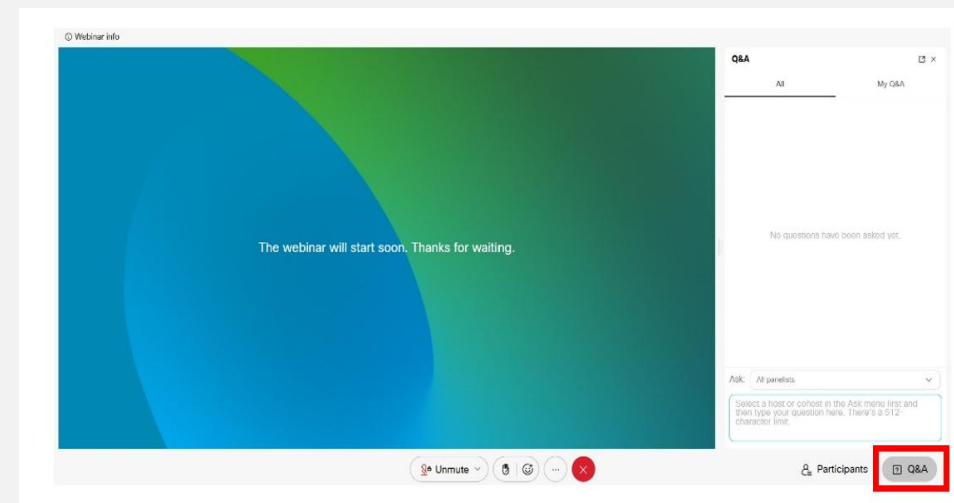 Webinar info
Q&A
All
My Q&A
The webinar will start soon. Thanks for waiting.
No questions have been asked yet.
Ask:
All panelists
Select a host or cohost in the Ask menu first and
then type your question here. There's a 512-
character limit.
Unmute
Participants
Q&A